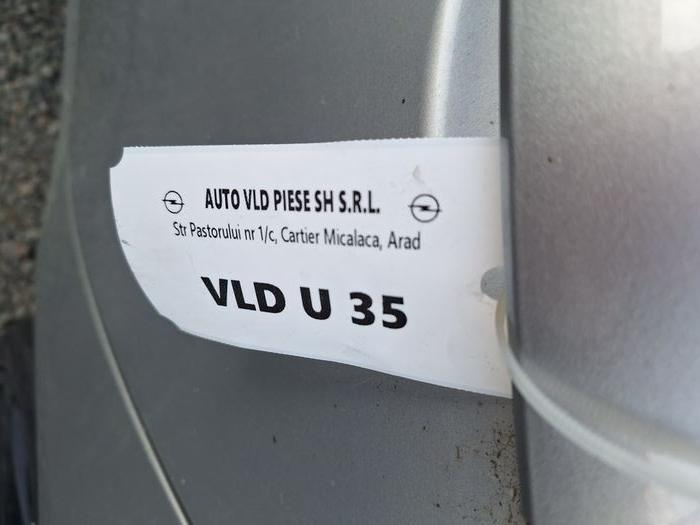 AUTO VLD PIESE SH S.R.L.
Str Pastorului nr 1/c, Cartier Micalaca, Arad
VLD U 35